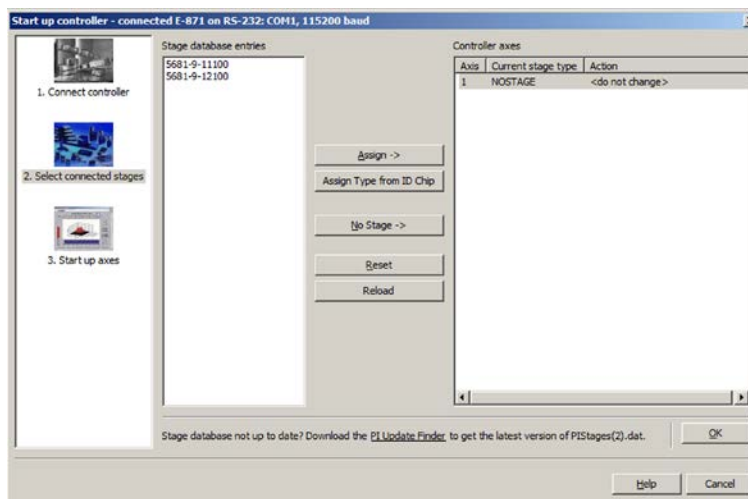 Start up controller - connected E-871 on RS-232: COM1, 115200 baud
1. Connect controller
2. Select connected stages
3. Start up axes
Stage database entries
5681-9-11100
5681-9-12100
Assign ->
Assign Type from ID Chip
No Stage ->
Reset
Reload
Controller axes
Axis Current stage type Action
1 NOSTAGE <do not change>
Stage database not up to date? Download the PI Update Finder to get the latest version of PIStages(2).dat.
OK
Help
Cancel